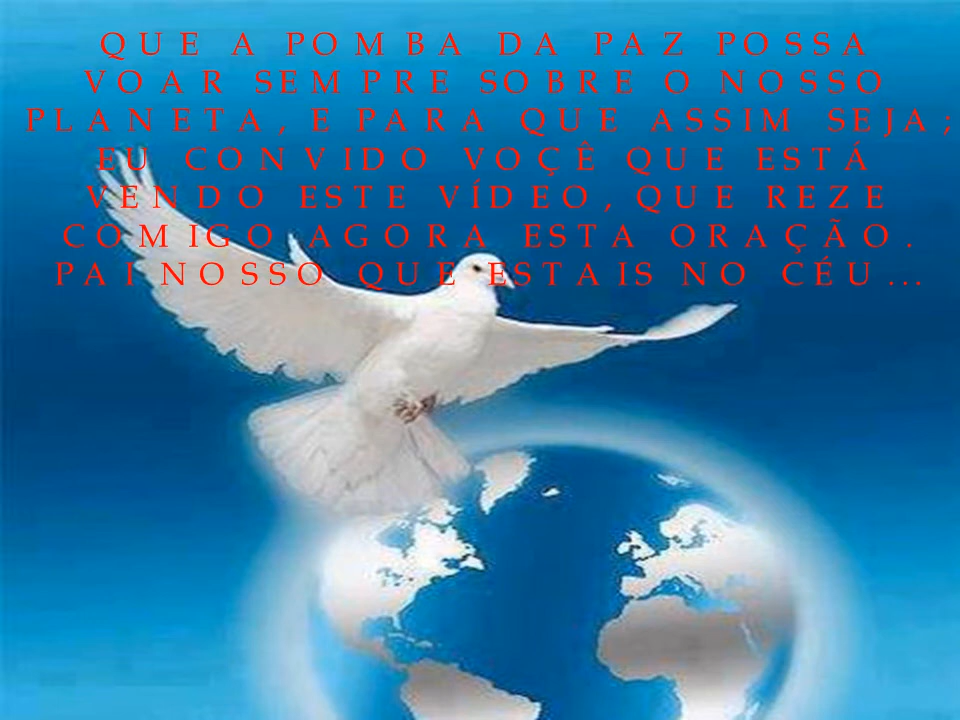 QUE A POMBA DA PAZ POSSA
VOAR SEMPRE SOBRE O NOSSO
PLANETA, E PARA QUE ASSIM SEJA;
EU CONVIDO VOÇÊ QUE ESTÁ
VENDO ESTE VÍDEO, QUE REZE
COMIGO AGORA ESTA ORAÇÃO.
PAI NOSSO QUE ESTAIS NO CÉU...